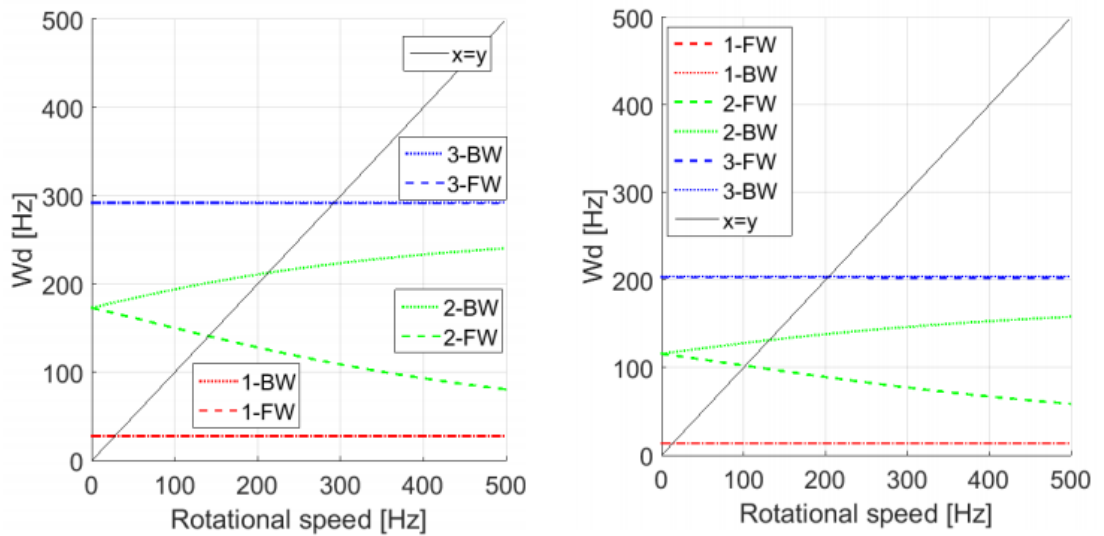 500
400
300
200
100
0
Wd [Hz]
x=y
3-BW
3-FW
2-BW
2-FW
1-BW
1-FW
0 100 200 300 400 500
Rotational speed [Hz]
500
400
300
200
100
0
Wd [Hz]
1-FW
1-BW
2-FW
2-BW
3-FW
3-BW
x=y
0 100 200 300 400 500
Rotational speed [Hz]